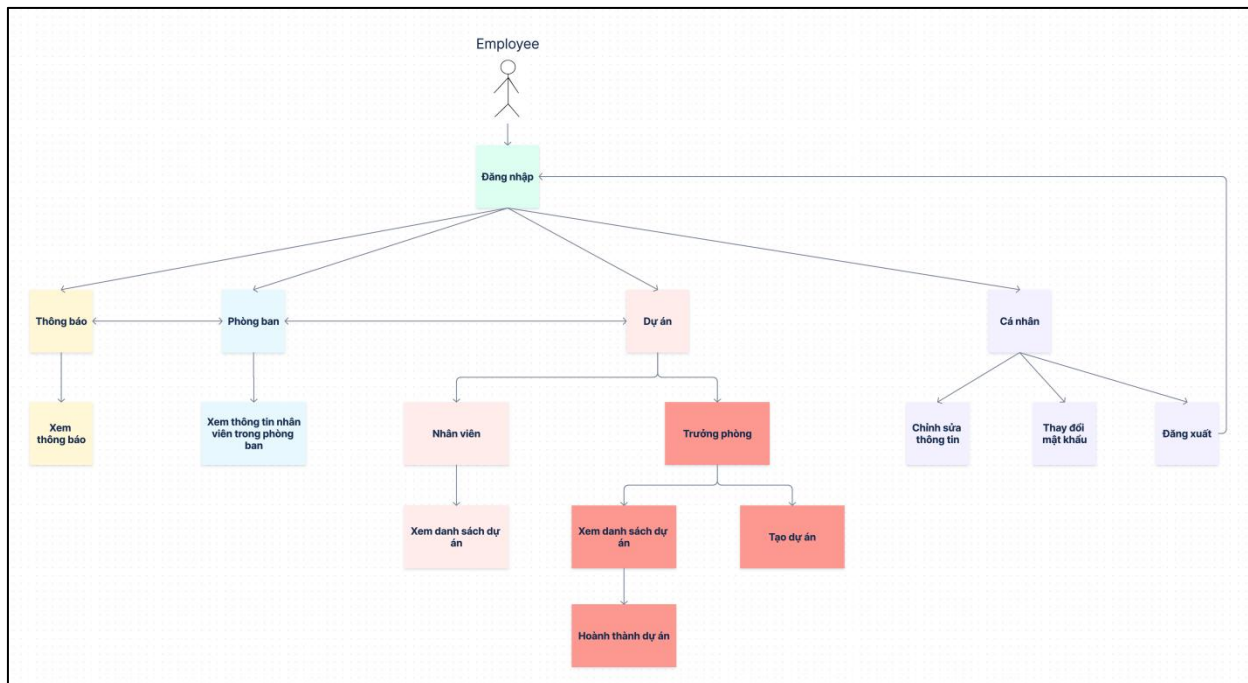 Employee
Đăng nhập
Thông báo
Phòng ban
Dự án
Cá nhân
Xem
thông báo
Xem thông tin nhân
viên trong phòng
ban
Nhân viên
Trưởng phòng
Chỉnh sửa
thông tin
Thay đổi
mật khẩu
Đăng xuất
Xem danh sách dự
án
Xem danh sách dự
án
Tạo dự án
Hoành thành dự án